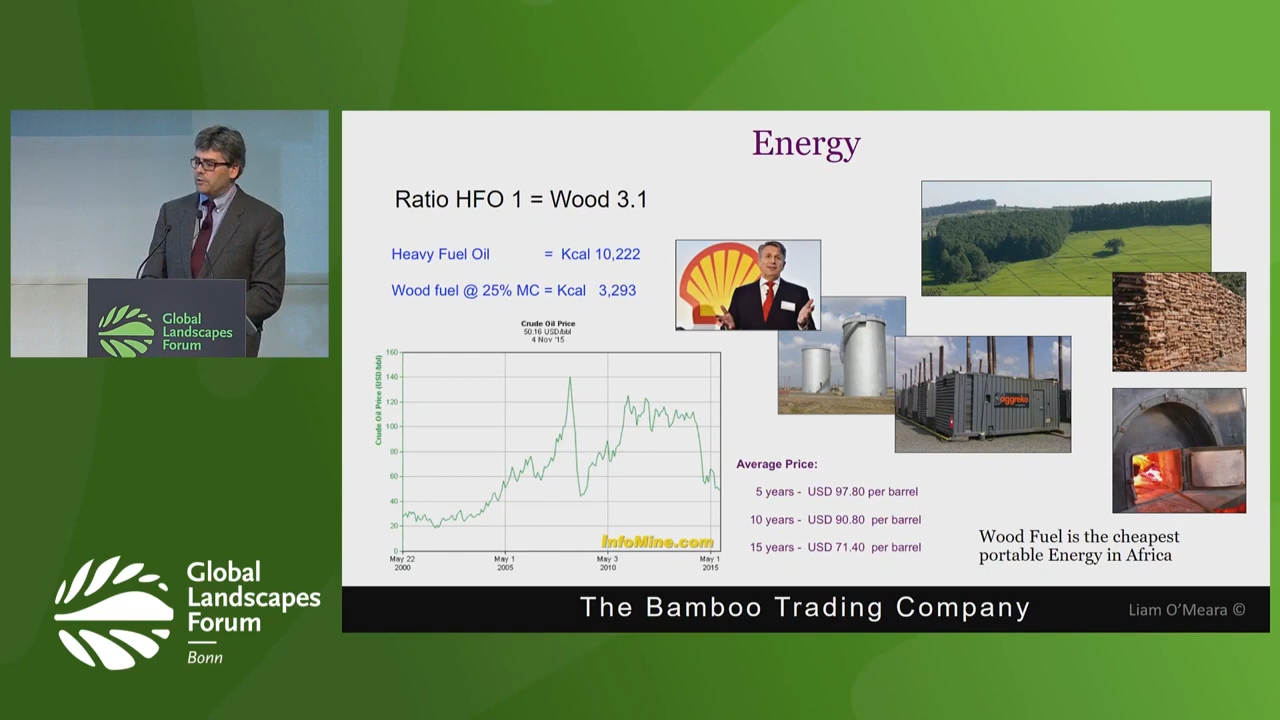 Global
Landscapes
Forum
Global
Landscapes
Forum
Bonn
Energy
Ratio HFO 1 = Wood 3.1
Heavy Fuel Oil = Kcal 10,222
Wood fuel @ 25% MC = Kcal 3,293
Crude Oil Price
50.16 USD/bbl
4 Nov '15
Crude Oil Price (USD/bbl)
160
140
120
100
80
60
40
20
0
May 22
2000
May 1
2005
May 3
2010
May 1
2015
InfoMine.com
aggreko
Average Price:
5 years - USD 97.80 per barrel
10 years - USD 90.80 per barrel
15 years - USD 71.40 per barrel
Wood Fuel is the cheapest
portable Energy in Africa
The Bamboo Trading Company
Liam O'Meara ©